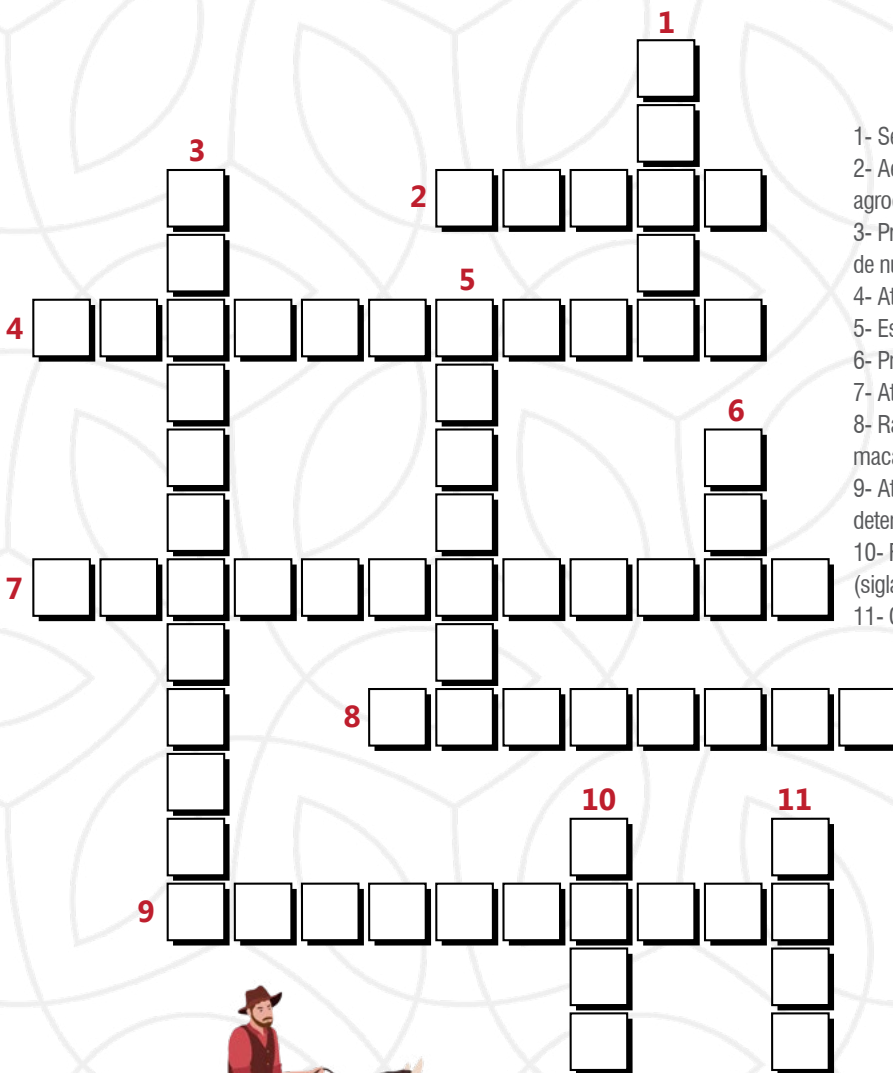 1
3
2
5
4
6
7
8
10
11
9
1- Se
2- Ac
agroe
3- Pr
de nu
4- At
5- Es
6- Pr
7- At
8- Ra
maca
9- At
deter
10-
(sigla
11-